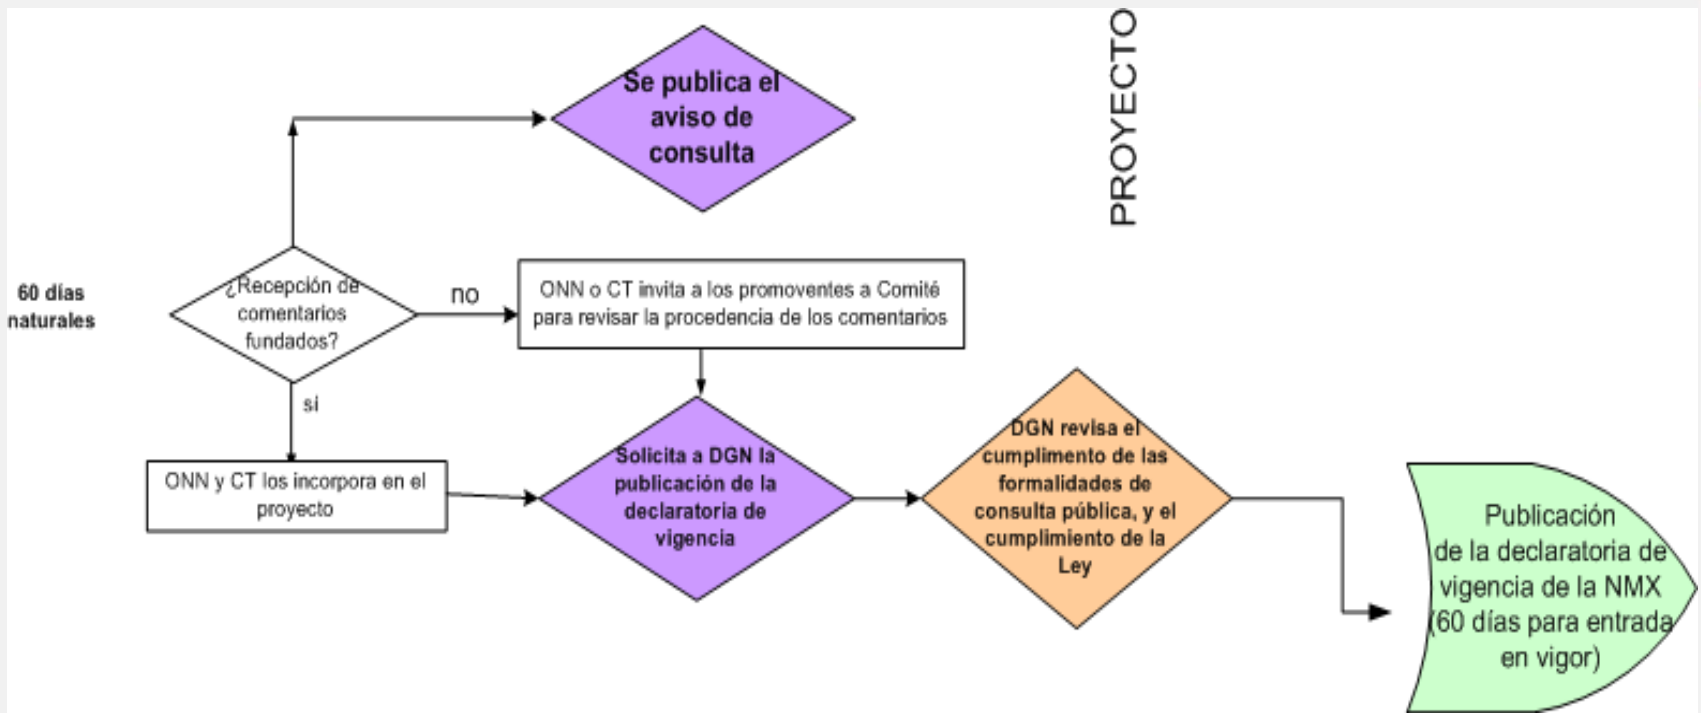 PROYECTO
Se publica el
aviso de
consulta
60 días
naturales
¿Recepción de
comentarios
fundados?
no
ONN o CT invita a los promoventes a Comité
para revisar la procedencia de los comentarios
si
ONN y CT los incorpora en el
proyecto
Solicita a DGN la
publicación de la
declaratoria de
vigencia
DGN revisa el
cumplimento de las
formalidades de
consulta pública, y el
cumplimiento de la
Ley
Publicación
de la declaratoria de
vigencia de la NMX
(60 días para entrada
en vigor)